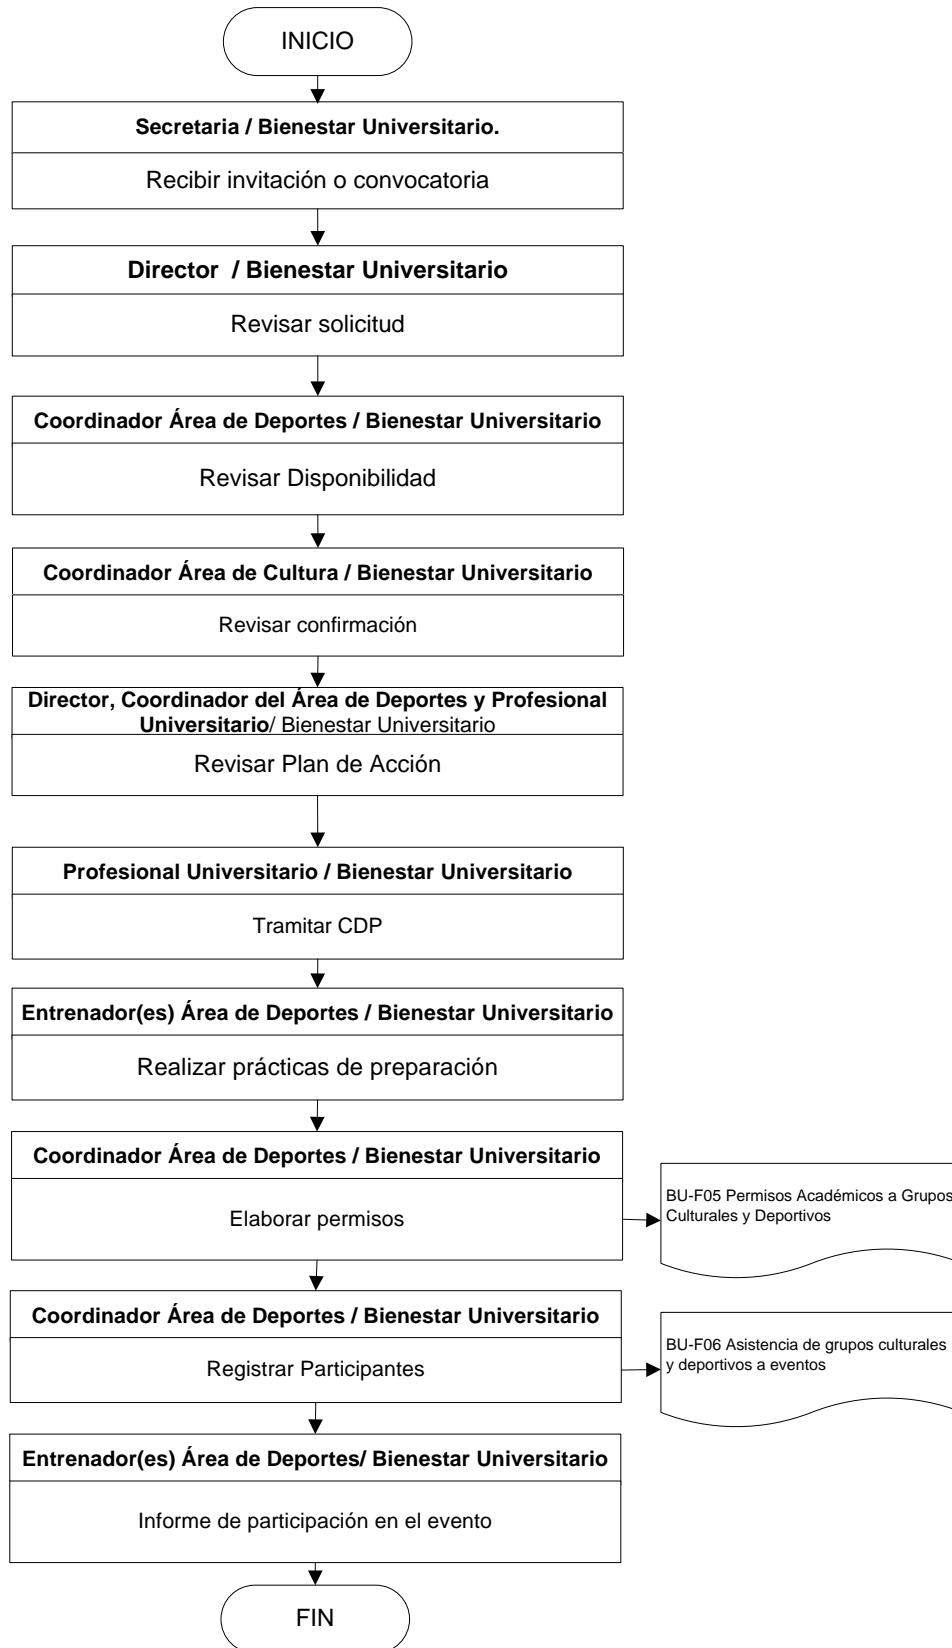 INICIO
Secretaria / Bienestar Universitario.
Recibir invitación o convocatoria
Director / Bienestar Universitario
Revisar solicitud
Coordinador Área de Deportes / Bienestar Universitario
Revisar Disponibilidad
Coordinador Área de Cultura / Bienestar Universitario
Revisar confirmación
Director, Coordinador del Área de Deportes y Profesional
Universitario/ Bienestar Universitario
Revisar Plan de Acción
Profesional Universitario / Bienestar Universitario
Tramitar CDP
Entrenador(es) Área de Deportes / Bienestar Universitario
Realizar prácticas de preparación
Coordinador Área de Deportes / Bienestar Universitario
Elaborar permisos
BU-F05 Permisos Académicos a Grupos
Culturales y Deportivos
Coordinador Área de Deportes / Bienestar Universitario
Registrar Participantes
BU-F06 Asistencia de grupos culturales
y deportivos a eventos
Entrenador(es) Área de Deportes/ Bienestar Universitario
Informe de participación en el evento
FIN